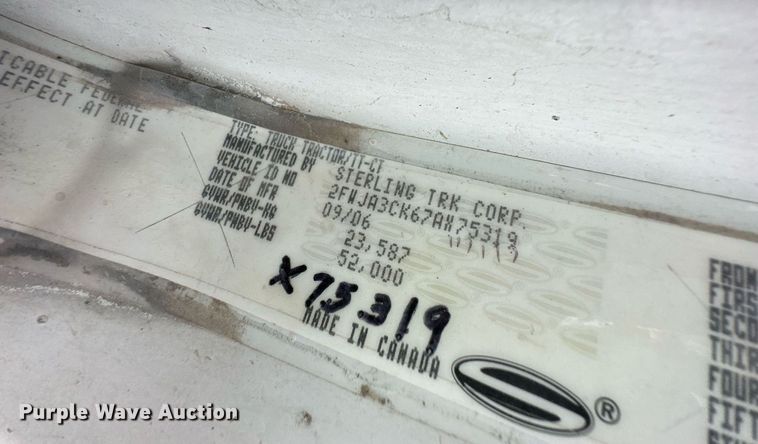 ICABLE FEDERAL
EFFECT AT DATE
TYPE: TRUCK TRACTOR/TT-CT
MANUFACTURED BY STERLING TRK CORP.
VEHICLE ID NO 2FWJA3CK67AX75319
DATE OF MFR 09/06
GVWR/PNBV-KG 23,587
GVWR/PNBV-LBS 52,000
X75319
MADE IN CANADA
S ®
FROM
FIRS
SECO
THIR
FOUR
FIFT
Purple Wave Auction